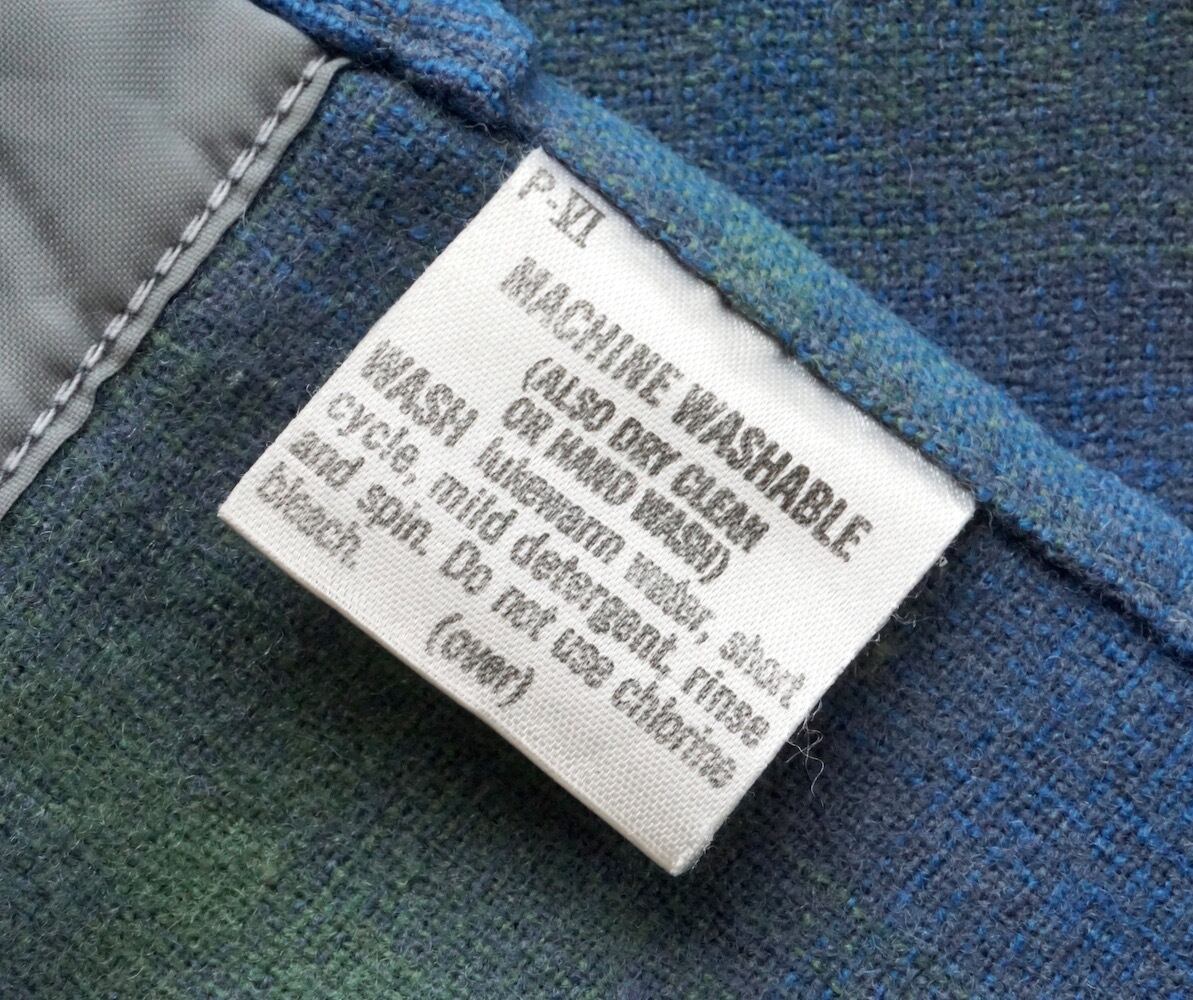 P-VI
MACHINE WASHABLE
(ALSO DRY CLEAN
OR HAND WASH)
WASH lukewarm water, short
cycle, mild detergent, rinse
and spin. Do not use chlorine
bleach.
(over)